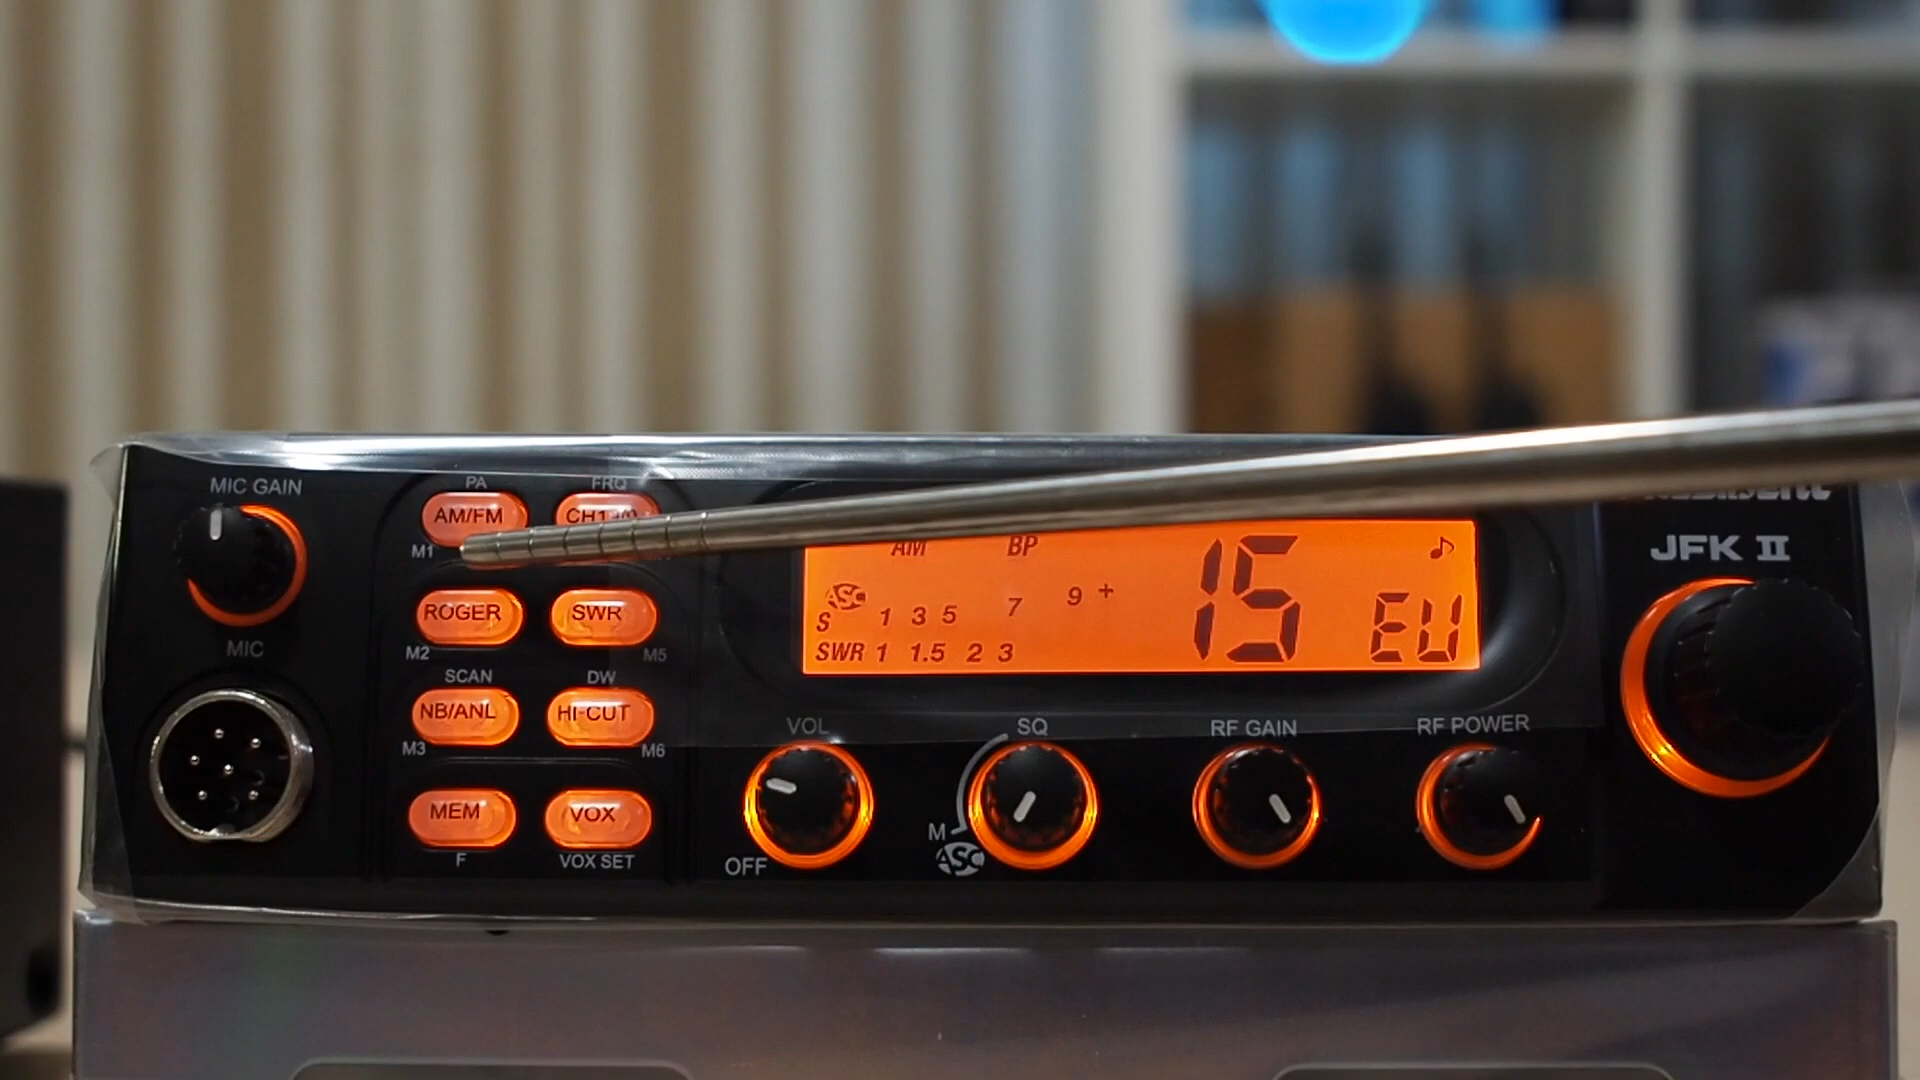 MIC GAIN
PA
FRQ
AM/FM
M1
JFK II
AM BP
ASC
S 1 3 5 7 9 +
SWR 1 1.5 2 3
15
EU
ROGER
SWR
M2
M5
MIC
SCAN
DW
NB/ANL
HI-CUT
M3
M6
MEM
VOX
F
VOX SET
VOL
OFF
SQ
M
ASC
RF GAIN
RF POWER